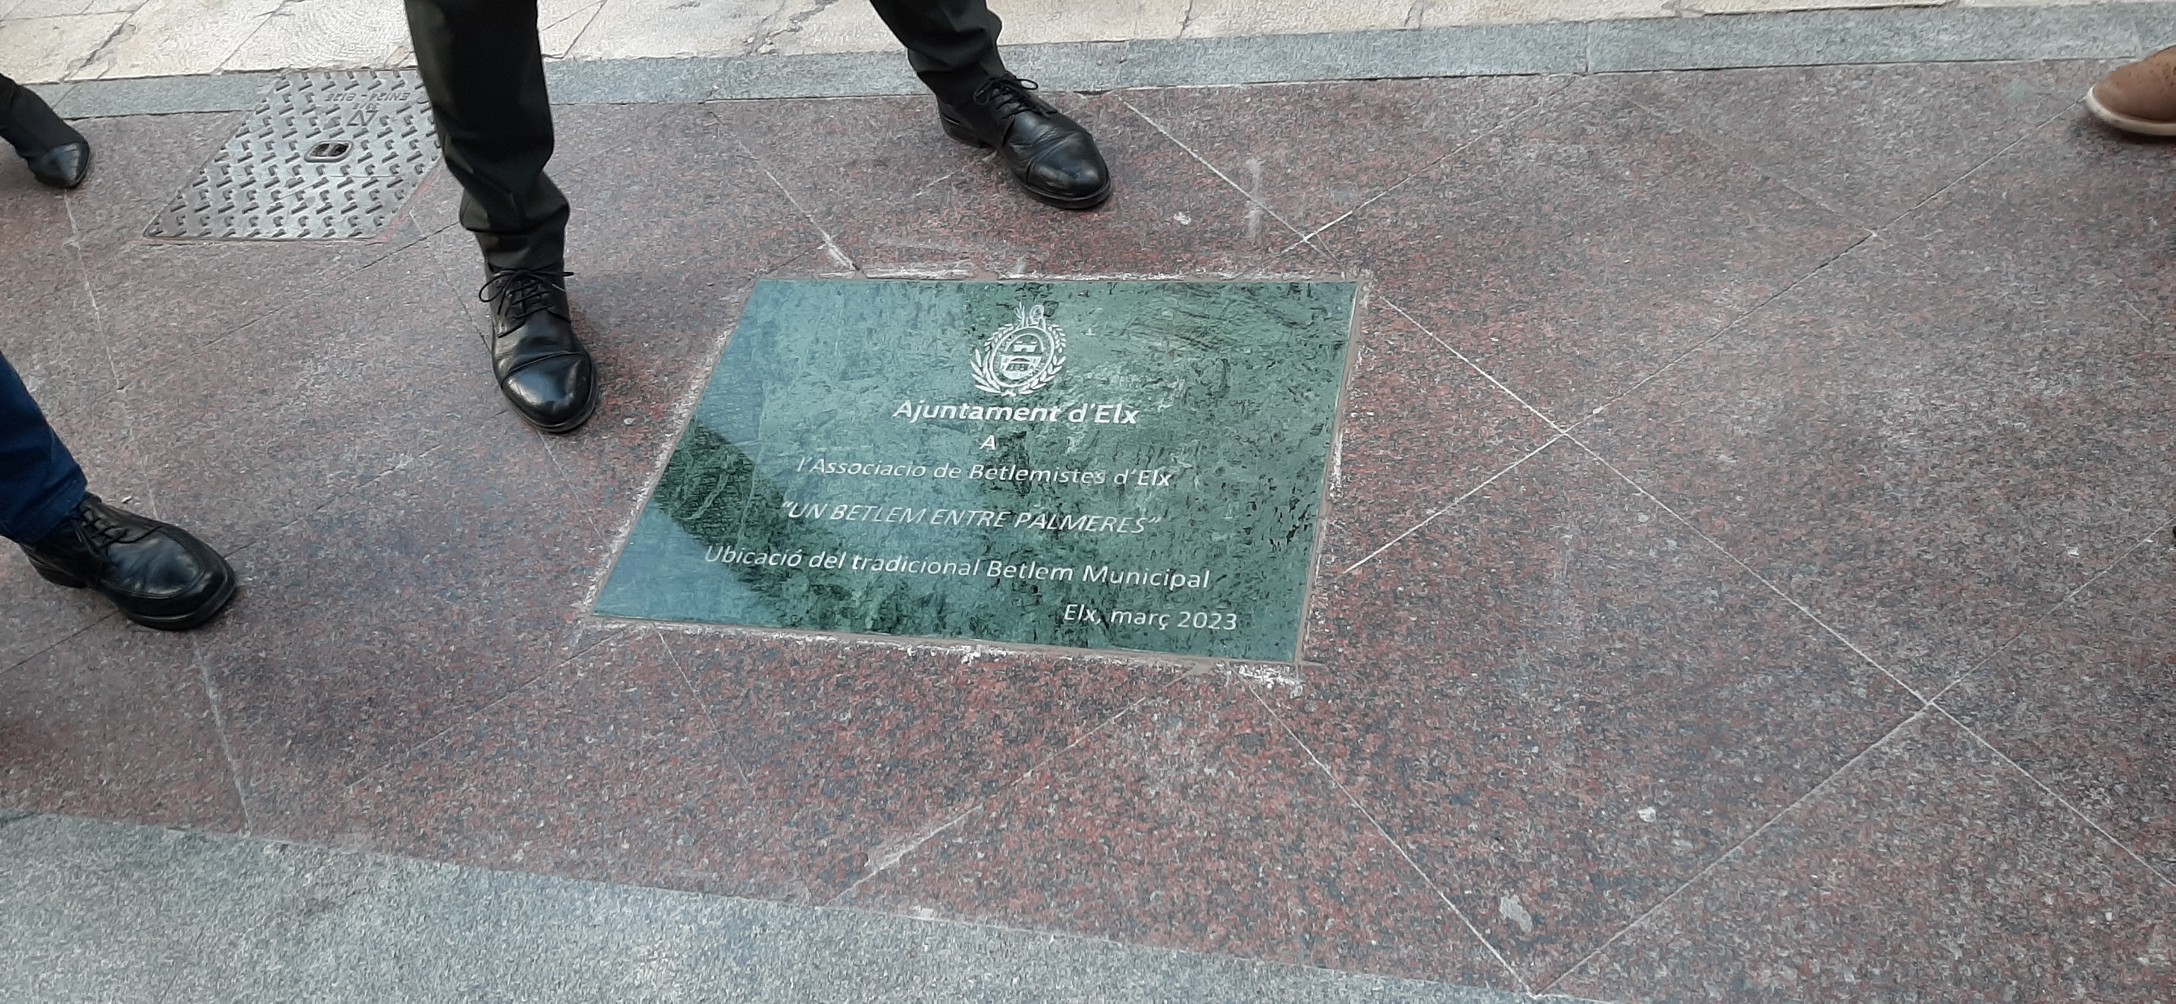 Ajuntament d'Elx
A
l'Associacio de Betlemistes d'Elx
"UN BETLEM ENTRE PALMERES"
Ubicació del tradicional Betlem Municipal
Elx, març 2023